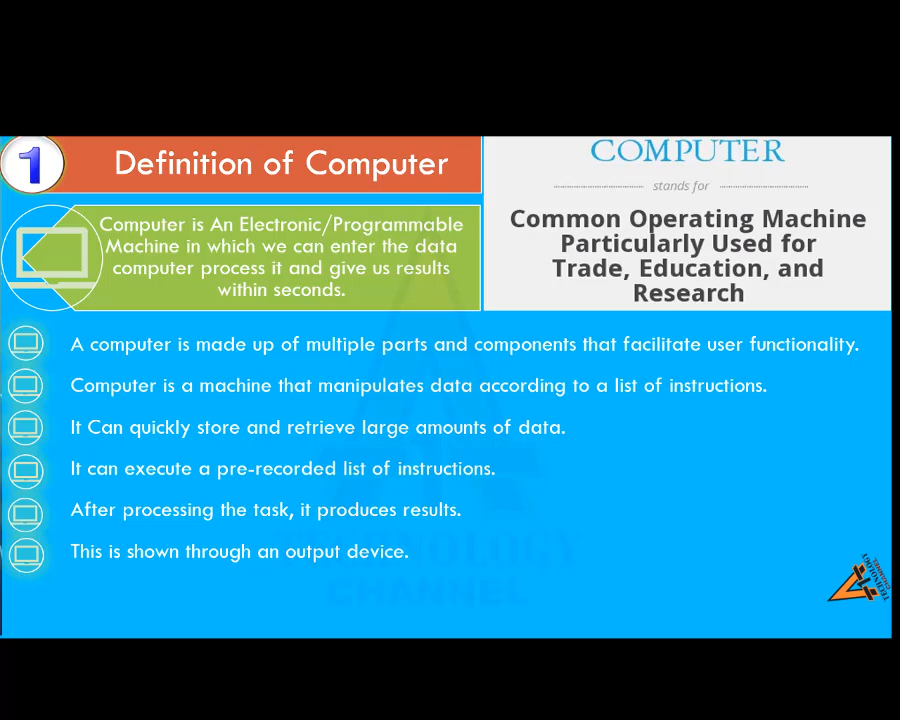 1
Definition of Computer
Computer is An Electronic/Programmable
Machine in which we can enter the data
computer process it and give us results
within seconds.
COMPUTER
stands for
Common Operating Machine
Particularly Used for
Trade, Education, and
Research
A computer is made up of multiple parts and components that facilitate user functionality.
Computer is a machine that manipulates data according to a list of instructions.
It Can quickly store and retrieve large amounts of data.
It can execute a pre-recorded list of instructions.
After processing the task, it produces results.
This is shown through an output device.
TECHNOLOGY
CHANNEL
TECHNOLOGY
CHANNEL